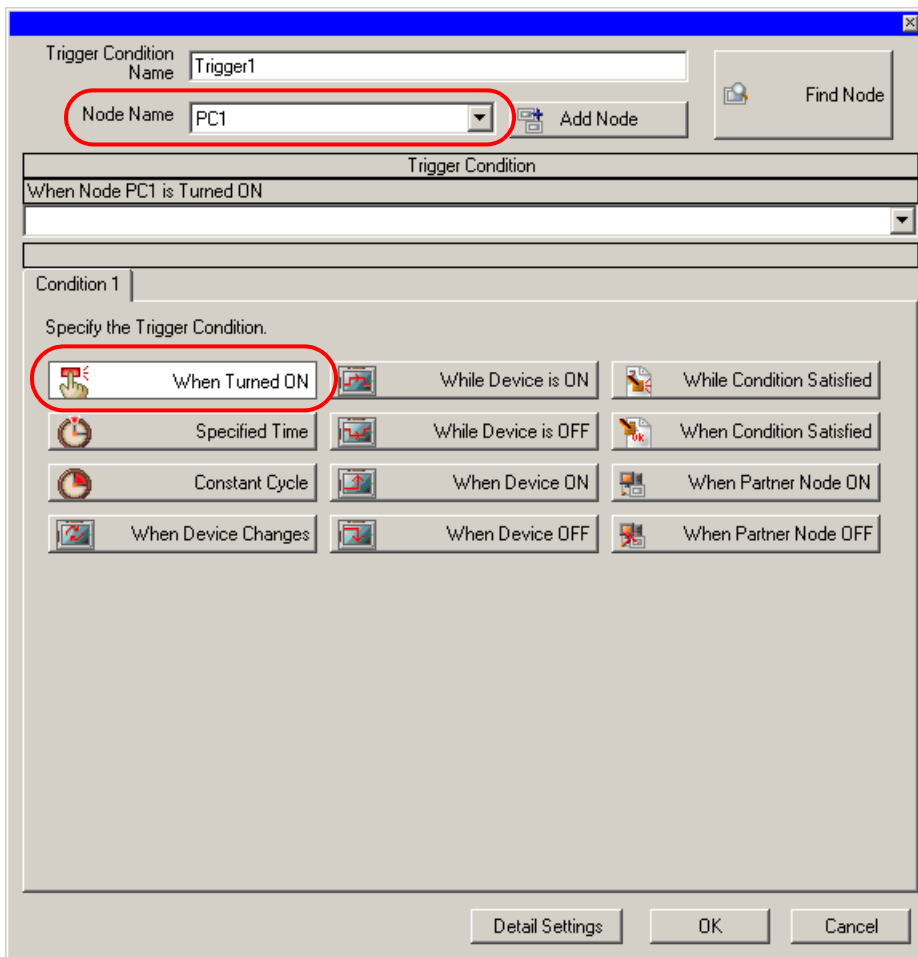 Trigger Condition
Name
Trigger1
Find Node
Node Name
PC1
Add Node
Trigger Condition
When Node PC1 is Turned ON
Condition 1
Specify the Trigger Condition.
When Turned ON
While Device is ON
While Condition Satisfied
Specified Time
While Device is OFF
When Condition Satisfied
Constant Cycle
When Device ON
When Partner Node ON
When Device Changes
When Device OFF
When Partner Node OFF
Detail Settings
OK
Cancel